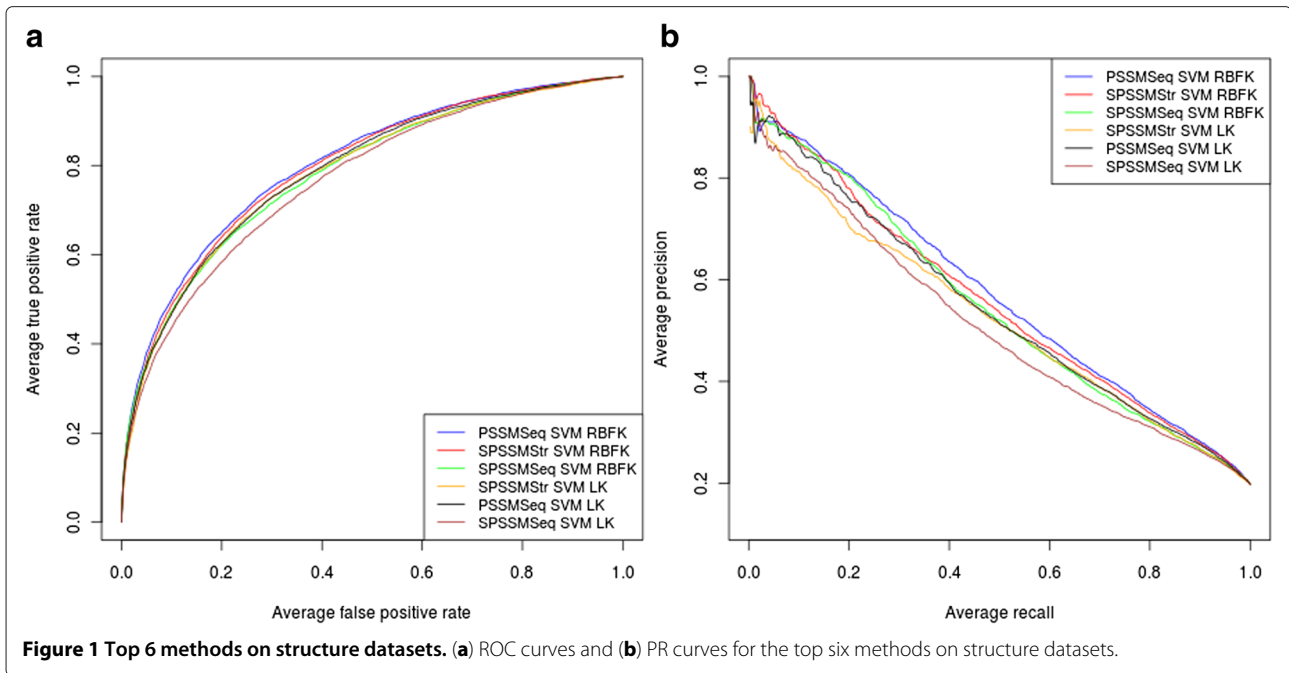 a
1.0
0.8
0.6
0.4
0.2
0.0
Average true positive rate
PSSMSeq SVM RBFK
SPSSMStr SVM RBFK
SPSSMSeq SVM RBFK
SPSSMStr SVM LK
PSSMSeq SVM LK
SPSSMSeq SVM LK
0.0 0.2 0.4 0.6 0.8 1.0
Average false positive rate
b
1.0
0.8
0.6
0.4
0.2
Average precision
PSSMSeq SVM RBFK
SPSSMStr SVM RBFK
SPSSMSeq SVM RBFK
SPSSMStr SVM LK
PSSMSeq SVM LK
SPSSMSeq SVM LK
0.0 0.2 0.4 0.6 0.8 1.0
Average recall
Figure 1 Top 6 methods on structure datasets. (a) ROC curves and (b) PR curves for the top six methods on structure datasets.